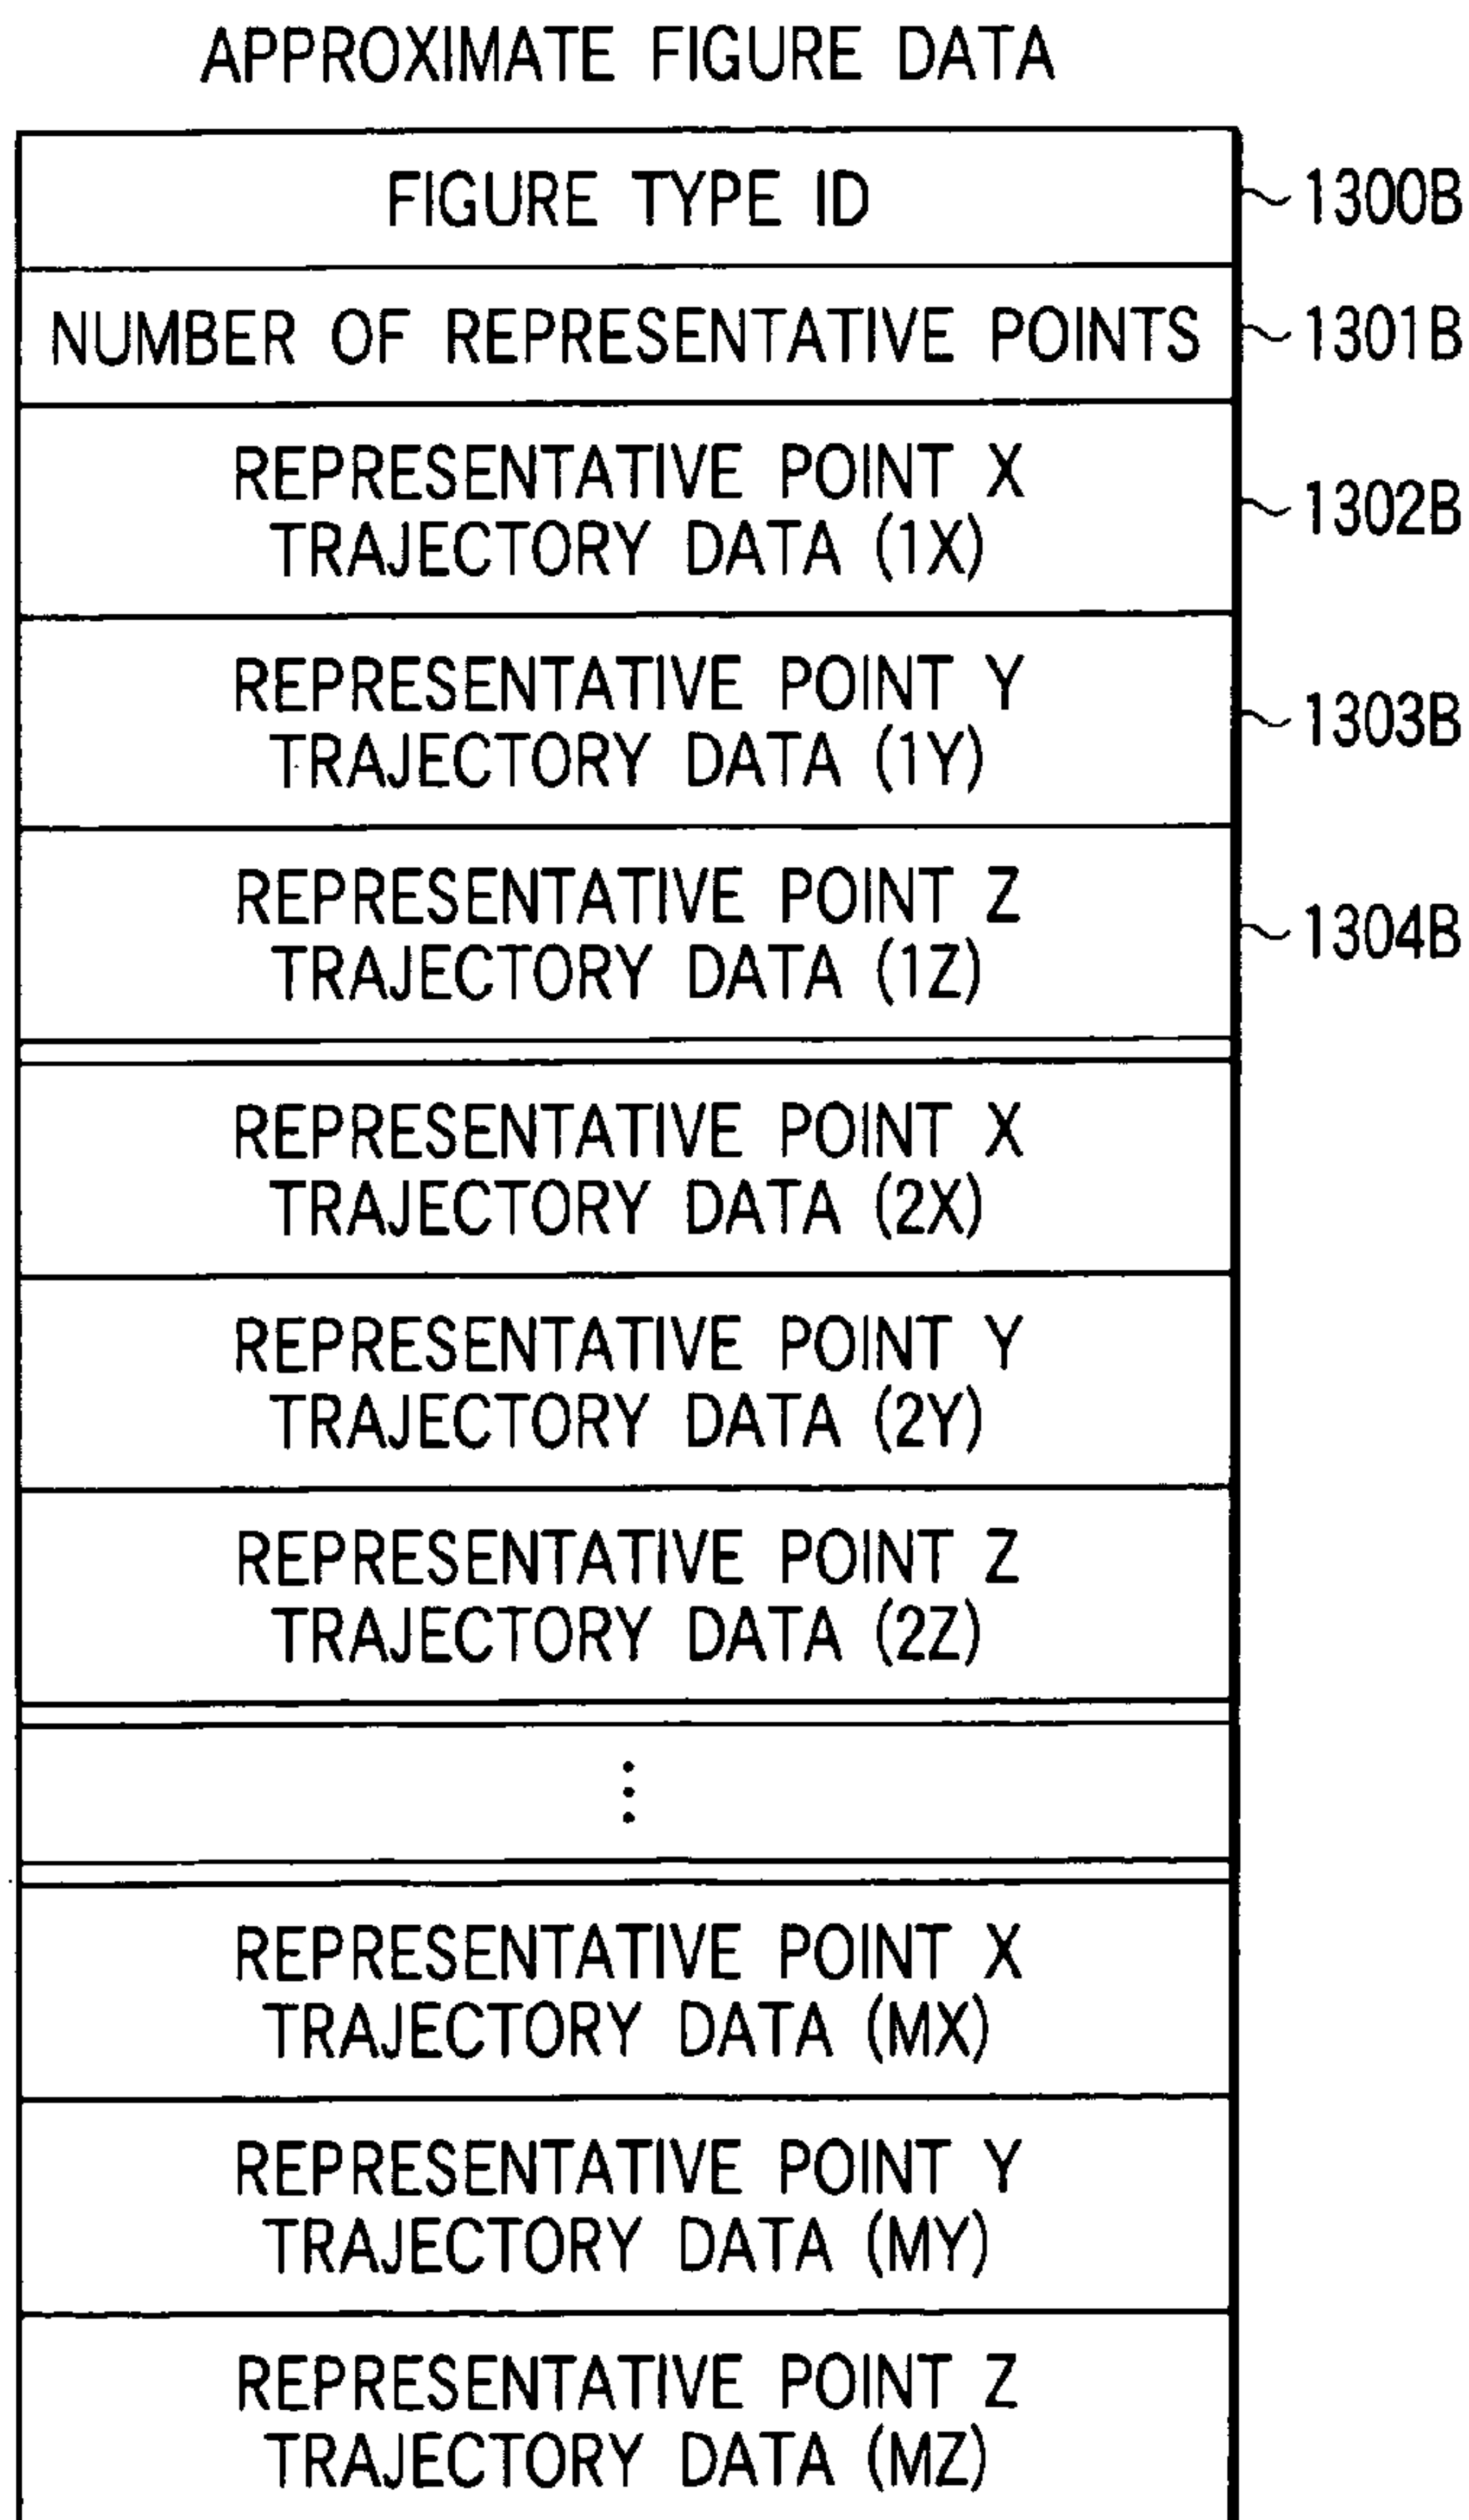 APPROXIMATE FIGURE DATA
FIGURE TYPE ID
1300B
NUMBER OF REPRESENTATIVE POINTS
1301B
REPRESENTATIVE POINT X
TRAJECTORY DATA (1X)
1302B
REPRESENTATIVE POINT Y
TRAJECTORY DATA (1Y)
1303B
REPRESENTATIVE POINT Z
TRAJECTORY DATA (1Z)
1304B
REPRESENTATIVE POINT X
TRAJECTORY DATA (2X)
REPRESENTATIVE POINT Y
TRAJECTORY DATA (2Y)
REPRESENTATIVE POINT Z
TRAJECTORY DATA (2Z)
⋮
REPRESENTATIVE POINT X
TRAJECTORY DATA (MX)
REPRESENTATIVE POINT Y
TRAJECTORY DATA (MY)
REPRESENTATIVE POINT Z
TRAJECTORY DATA (MZ)